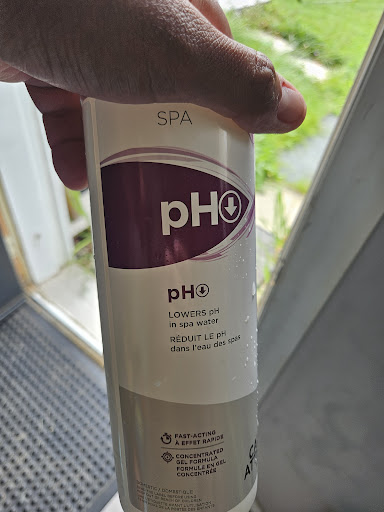 SPA
pH
pH
LOWERS pH
in spa water
RÉDUIT LE pH
dans l'eau des spas
FAST-ACTING
À EFFET RAPIDE
CONCENTRATED
GEL FORMULA
FORMULE EN GEL
CONCENTRÉE